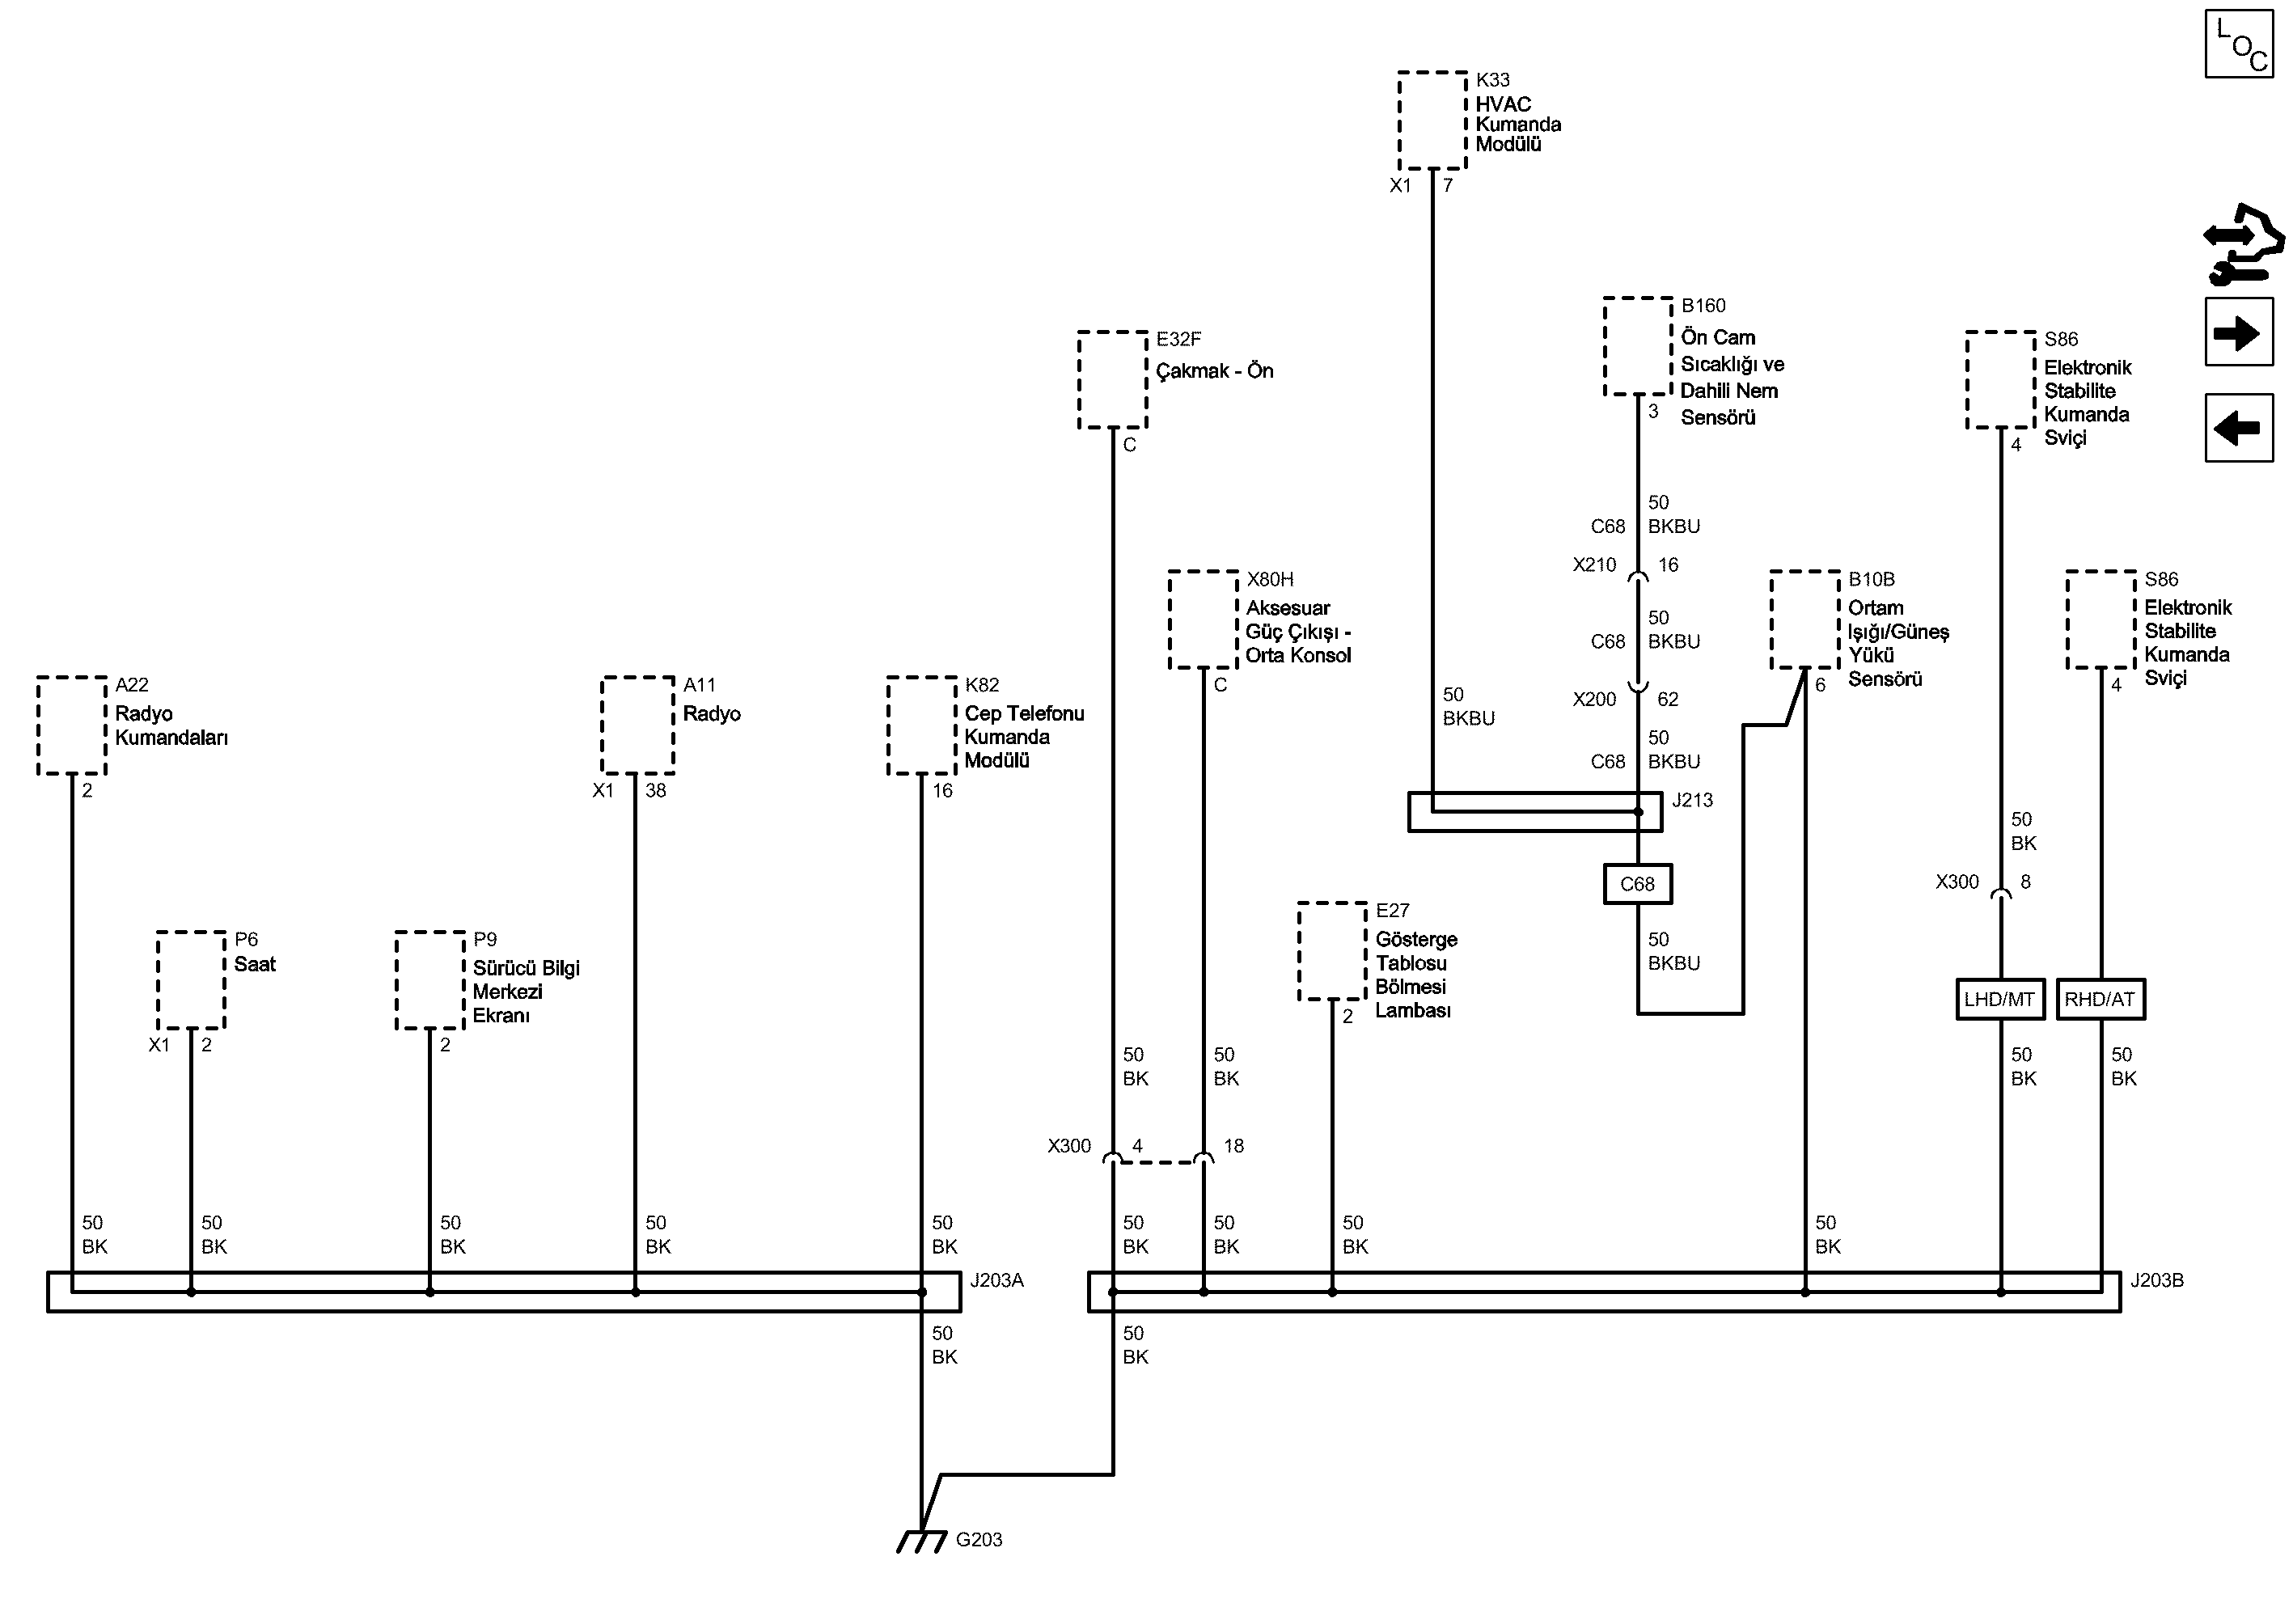 LOC
K33
HVAC
Kumanda
Modülü
X1 7
B160
Ön Cam
Sıcaklığı ve
Dahili Nem
Sensörü
3
E32F
Çakmak - Ön
C
S86
Elektronik
Stabilite
Kumanda
Sviçi
4
50
C68 BKBU
X210 16
50
C68 BKBU
X200 62
50
C68 BKBU
50
BKBU
J213
C68
50
BKBU
X80H
Aksesuar
Güç Çıkışı -
Orta Konsol
C
B10B
Ortam
Işığı/Güneş
Yükü
Sensörü
6
S86
Elektronik
Stabilite
Kumanda
Sviçi
4
A22
Radyo
Kumandaları
2
A11
Radyo
X1 38
K82
Cep Telefonu
Kumanda
Modülü
16
50
BK
X300 8
LHD/MT
RHD/AT
50
BK
50
BK
P6
Saat
X1 2
P9
Sürücü Bilgi
Merkezi
Ekranı
2
E27
Gösterge
Tablosu
Bölmesi
Lambası
2
50
BK
50
BK
X300 4 18
50
BK
50
BK
50
BK
50
BK
50
BK
50
BK
50
BK
50
BK
50
BK
J203A
J203B
50
BK
50
BK
G203